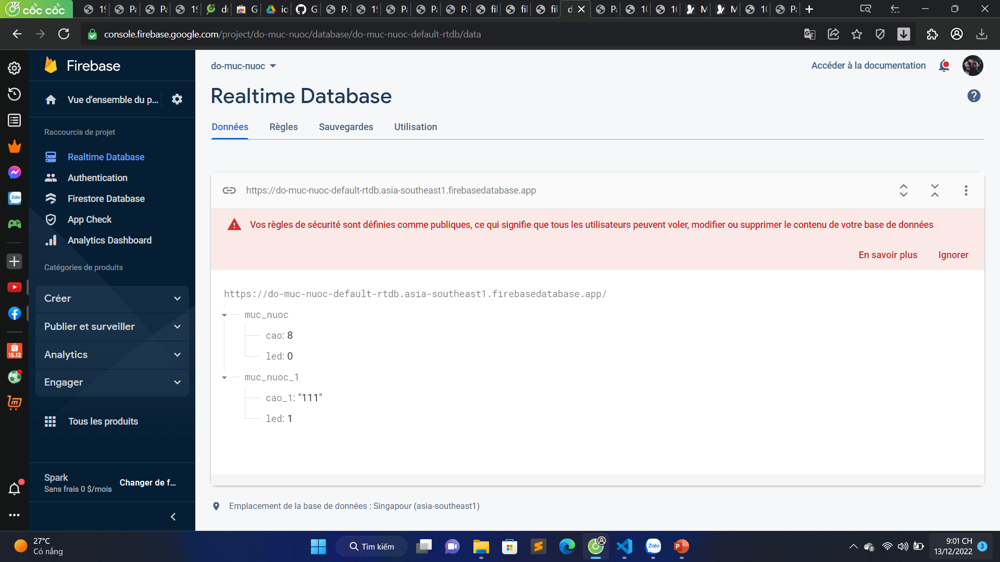 cốc cốc
console.firebase.google.com/project/do-muc-nuoc/database/do-muc-nuoc-default-rtdb/data
Firebase
do-muc-nuoc
Accéder à la documentation
Vue d'ensemble du p...
Realtime Database
Données Règles Sauvegardes Utilisation
Raccourcis de projet
Realtime Database
Authentication
Firestore Database
App Check
Analytics Dashboard
Catégories de produits
Créer
Publier et surveiller
Analytics
Engager
Tous les produits
Spark
Sans frais 0 $/mois
Changer de f...
https://do-muc-nuoc-default-rtdb.asia-southeast1.firebasedatabase.app
Vos règles de sécurité sont définies comme publiques, ce qui signifie que tous les utilisateurs peuvent voler, modifier ou supprimer le contenu de votre base de données
En savoir plus Ignorer
https://do-muc-nuoc-default-rtdb.asia-southeast1.firebasedatabase.app/
muc_nuoc
cao: 8
led: 0
muc_nuoc_1
cao_1: "111"
led: 1
Emplacement de la base de données : Singapour (asia-southeast1)
Zalo
15.12
27°C
Có nắng
Tìm kiếm
Zalo
9:01 CH
13/12/2022
3